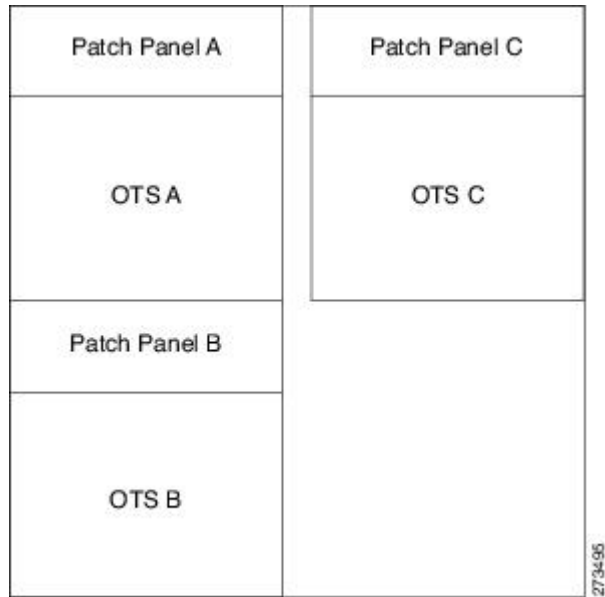 Patch Panel A
OTS A
Patch Panel B
OTS B
Patch Panel C
OTS C
273495